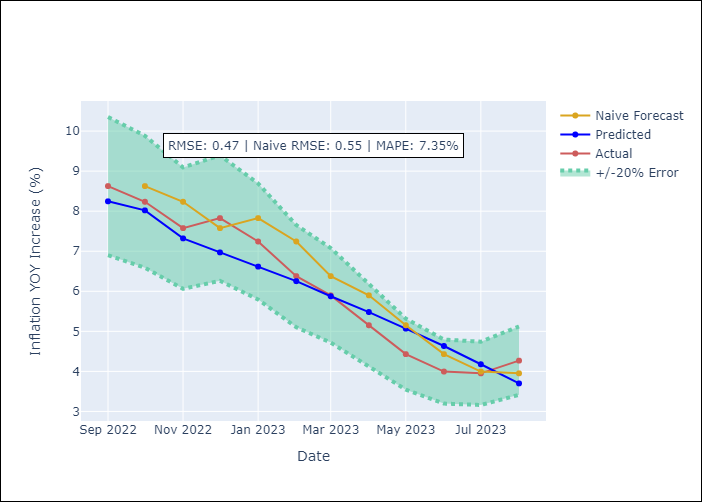 RMSE: 0.47 | Naive RMSE: 0.55 | MAPE: 7.35%
Naive Forecast
Predicted
Actual
+/-20% Error
Inflation YOY Increase (%)
10
9
8
7
6
5
4
3
Sep 2022 Nov 2022 Jan 2023 Mar 2023 May 2023 Jul 2023
Date